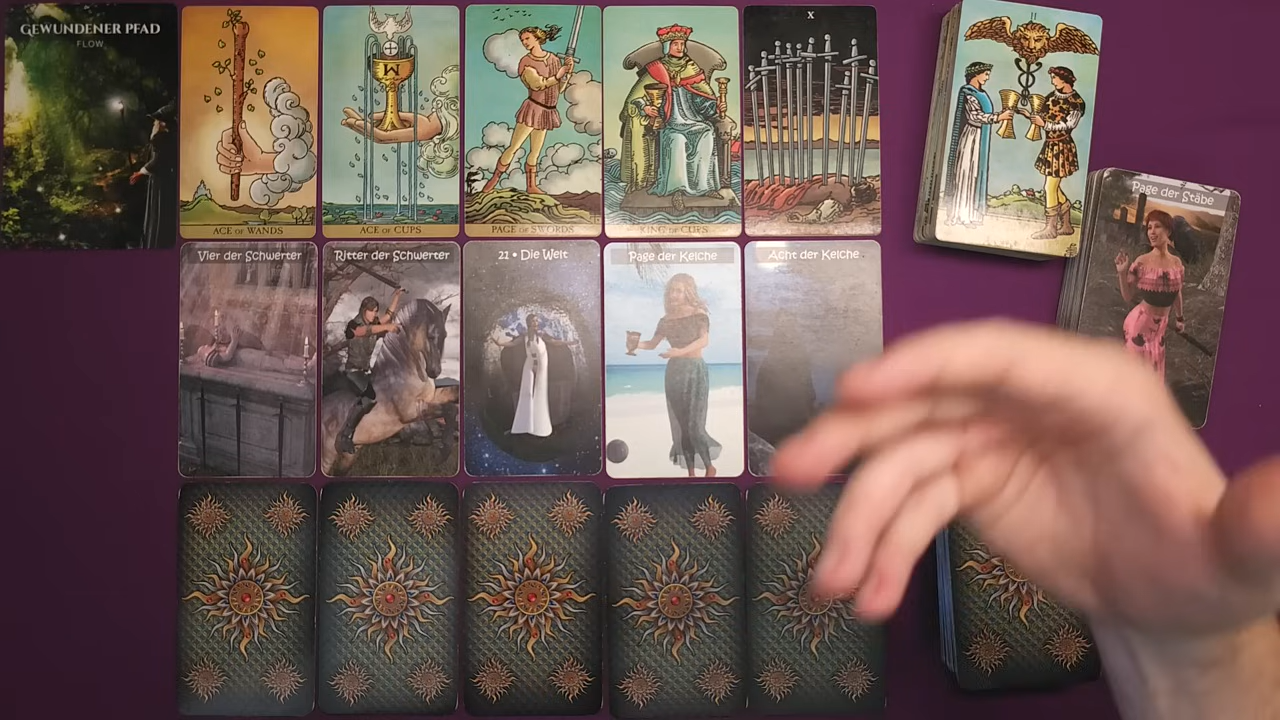 GEWUNDENER PFAD
FLOW
ACE OF WANDS
ACE OF CUPS
PAGE OF SWORDS
KING OF CUPS
X
Page der Stäbe
Vier der Schwerter
Ritter der Schwerter
21 • Die Welt
Page der Kelche
Acht der Kelche